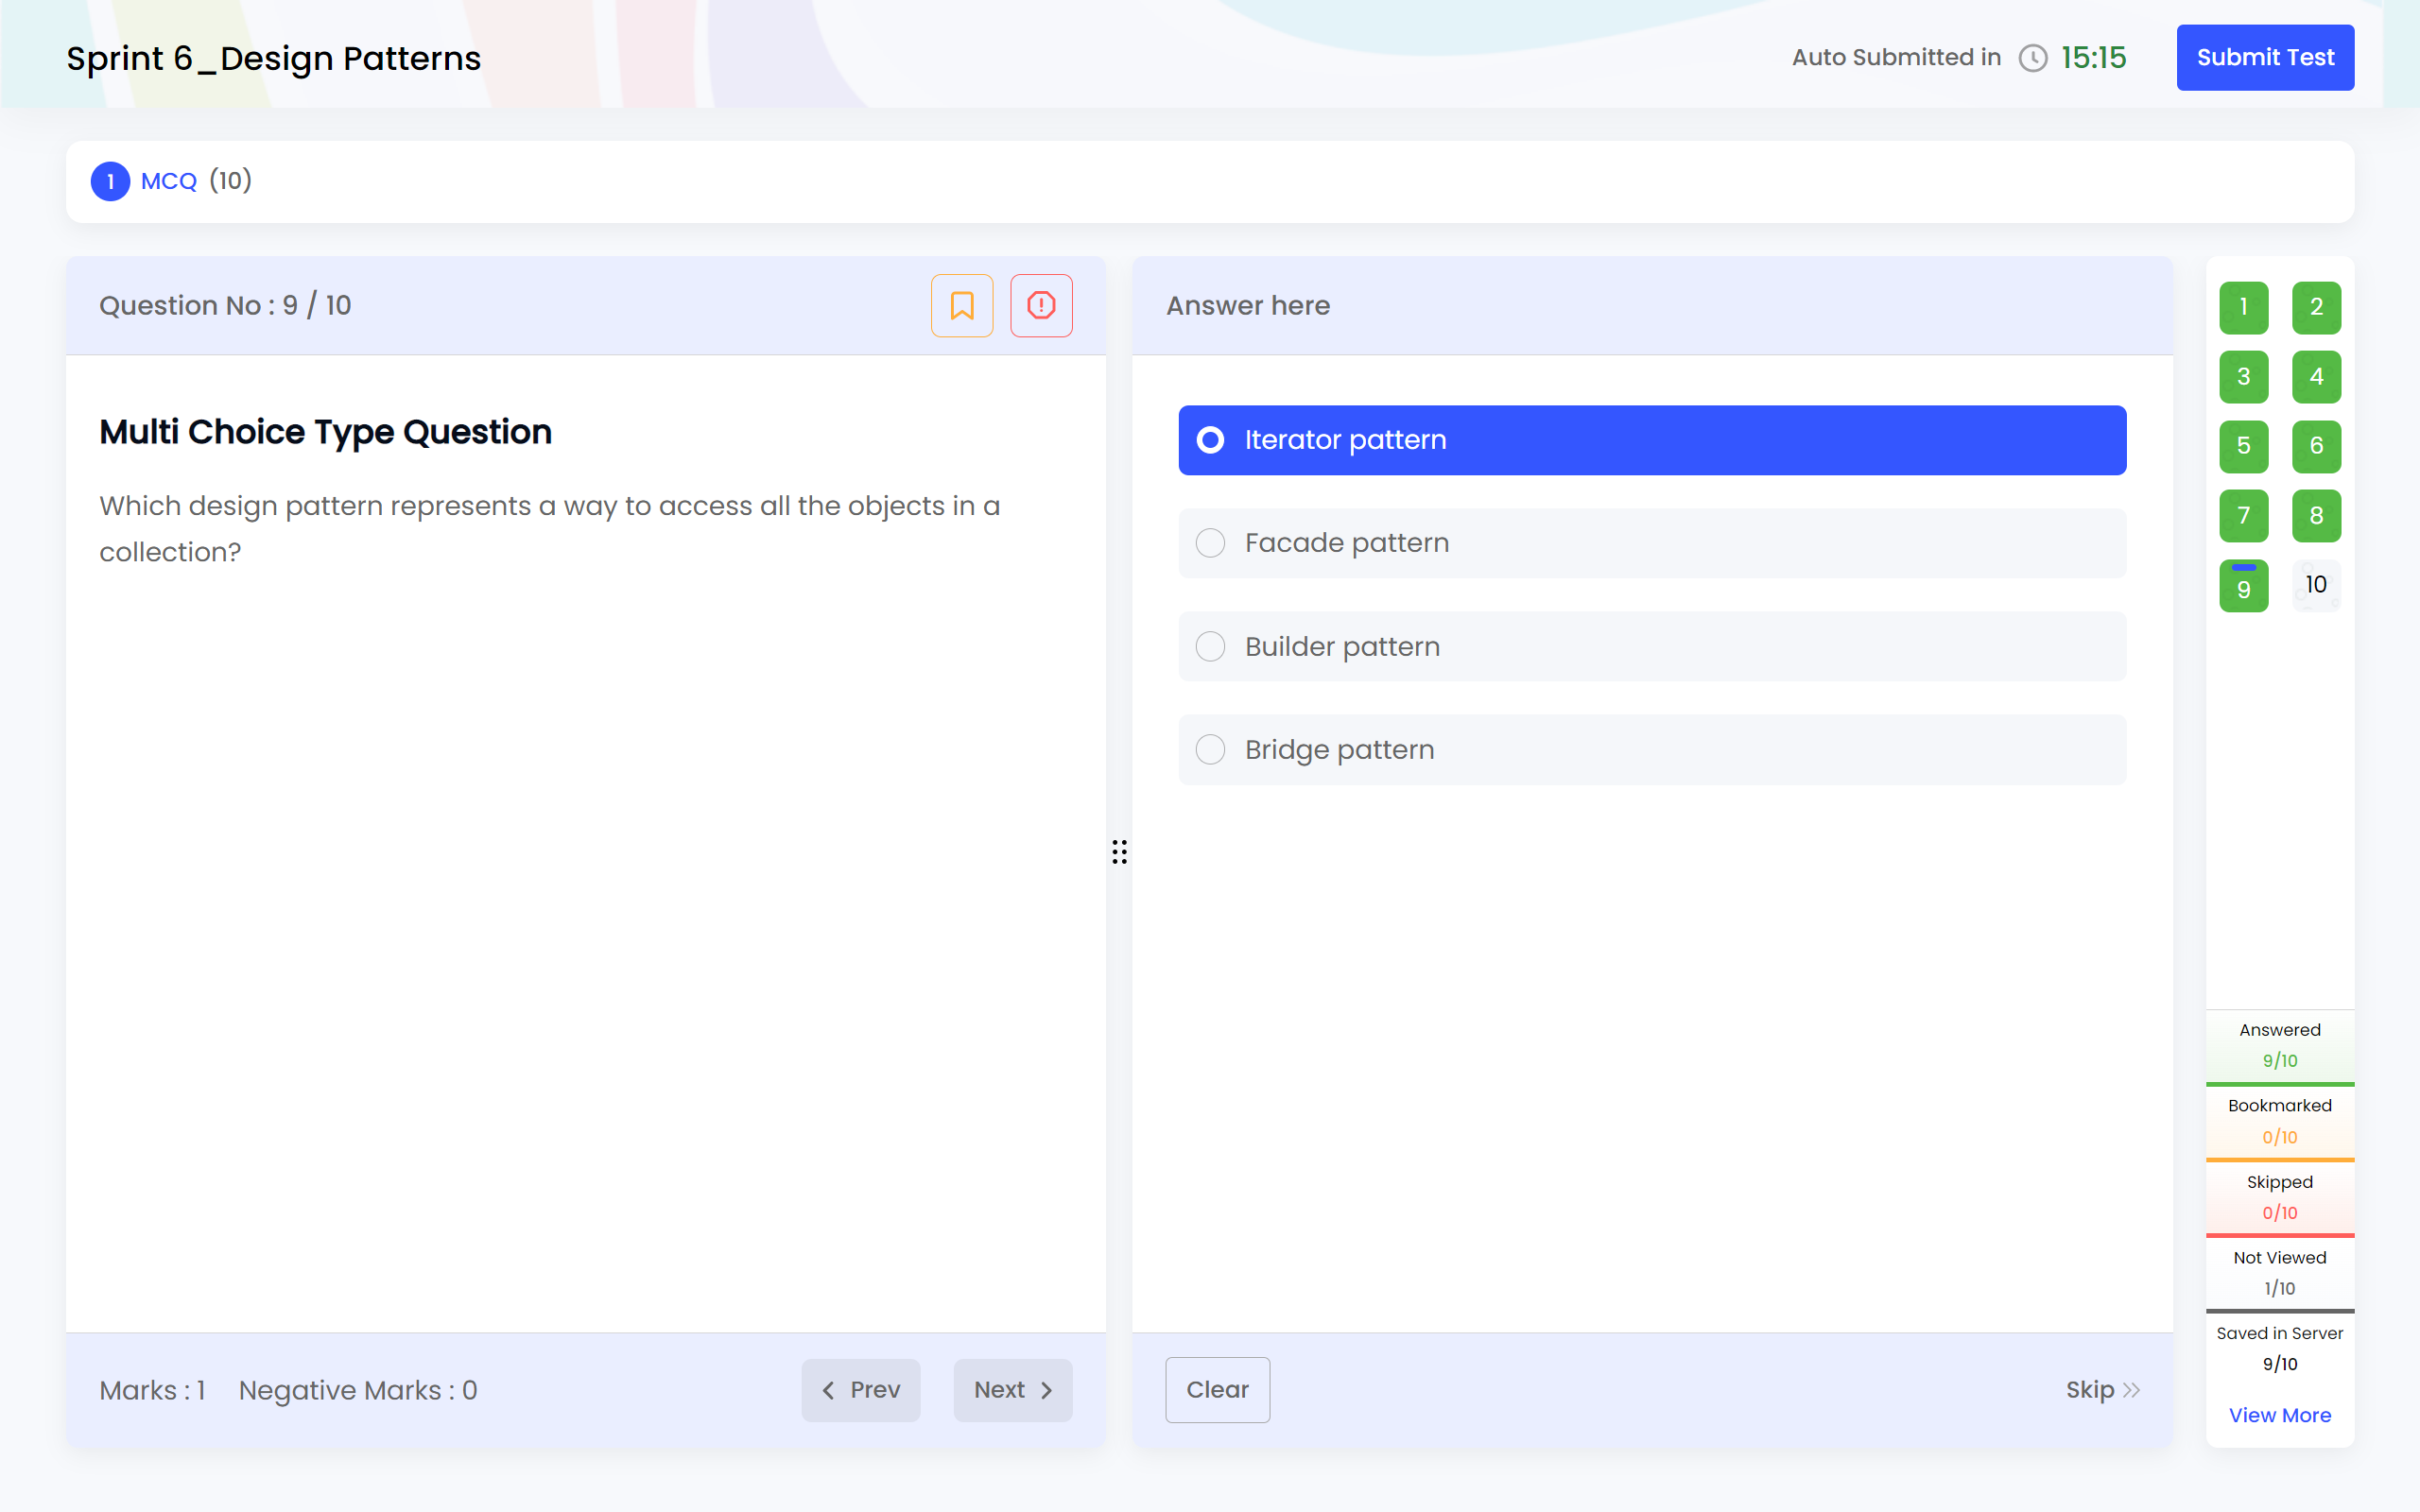 Sprint 6_Design Patterns
Auto Submitted in 15:15
Submit Test
1 MCQ (10)
Question No : 9 / 10
Multi Choice Type Question
Which design pattern represents a way to access all the objects in a
collection?
Marks : 1 Negative Marks : 0
Prev
Next
Answer here
Iterator pattern
Facade pattern
Builder pattern
Bridge pattern
Clear
Skip
1 2
3 4
5 6
7 8
9 10
Answered
9/10
Bookmarked
0/10
Skipped
0/10
Not Viewed
1/10
Saved in Server
9/10
View More